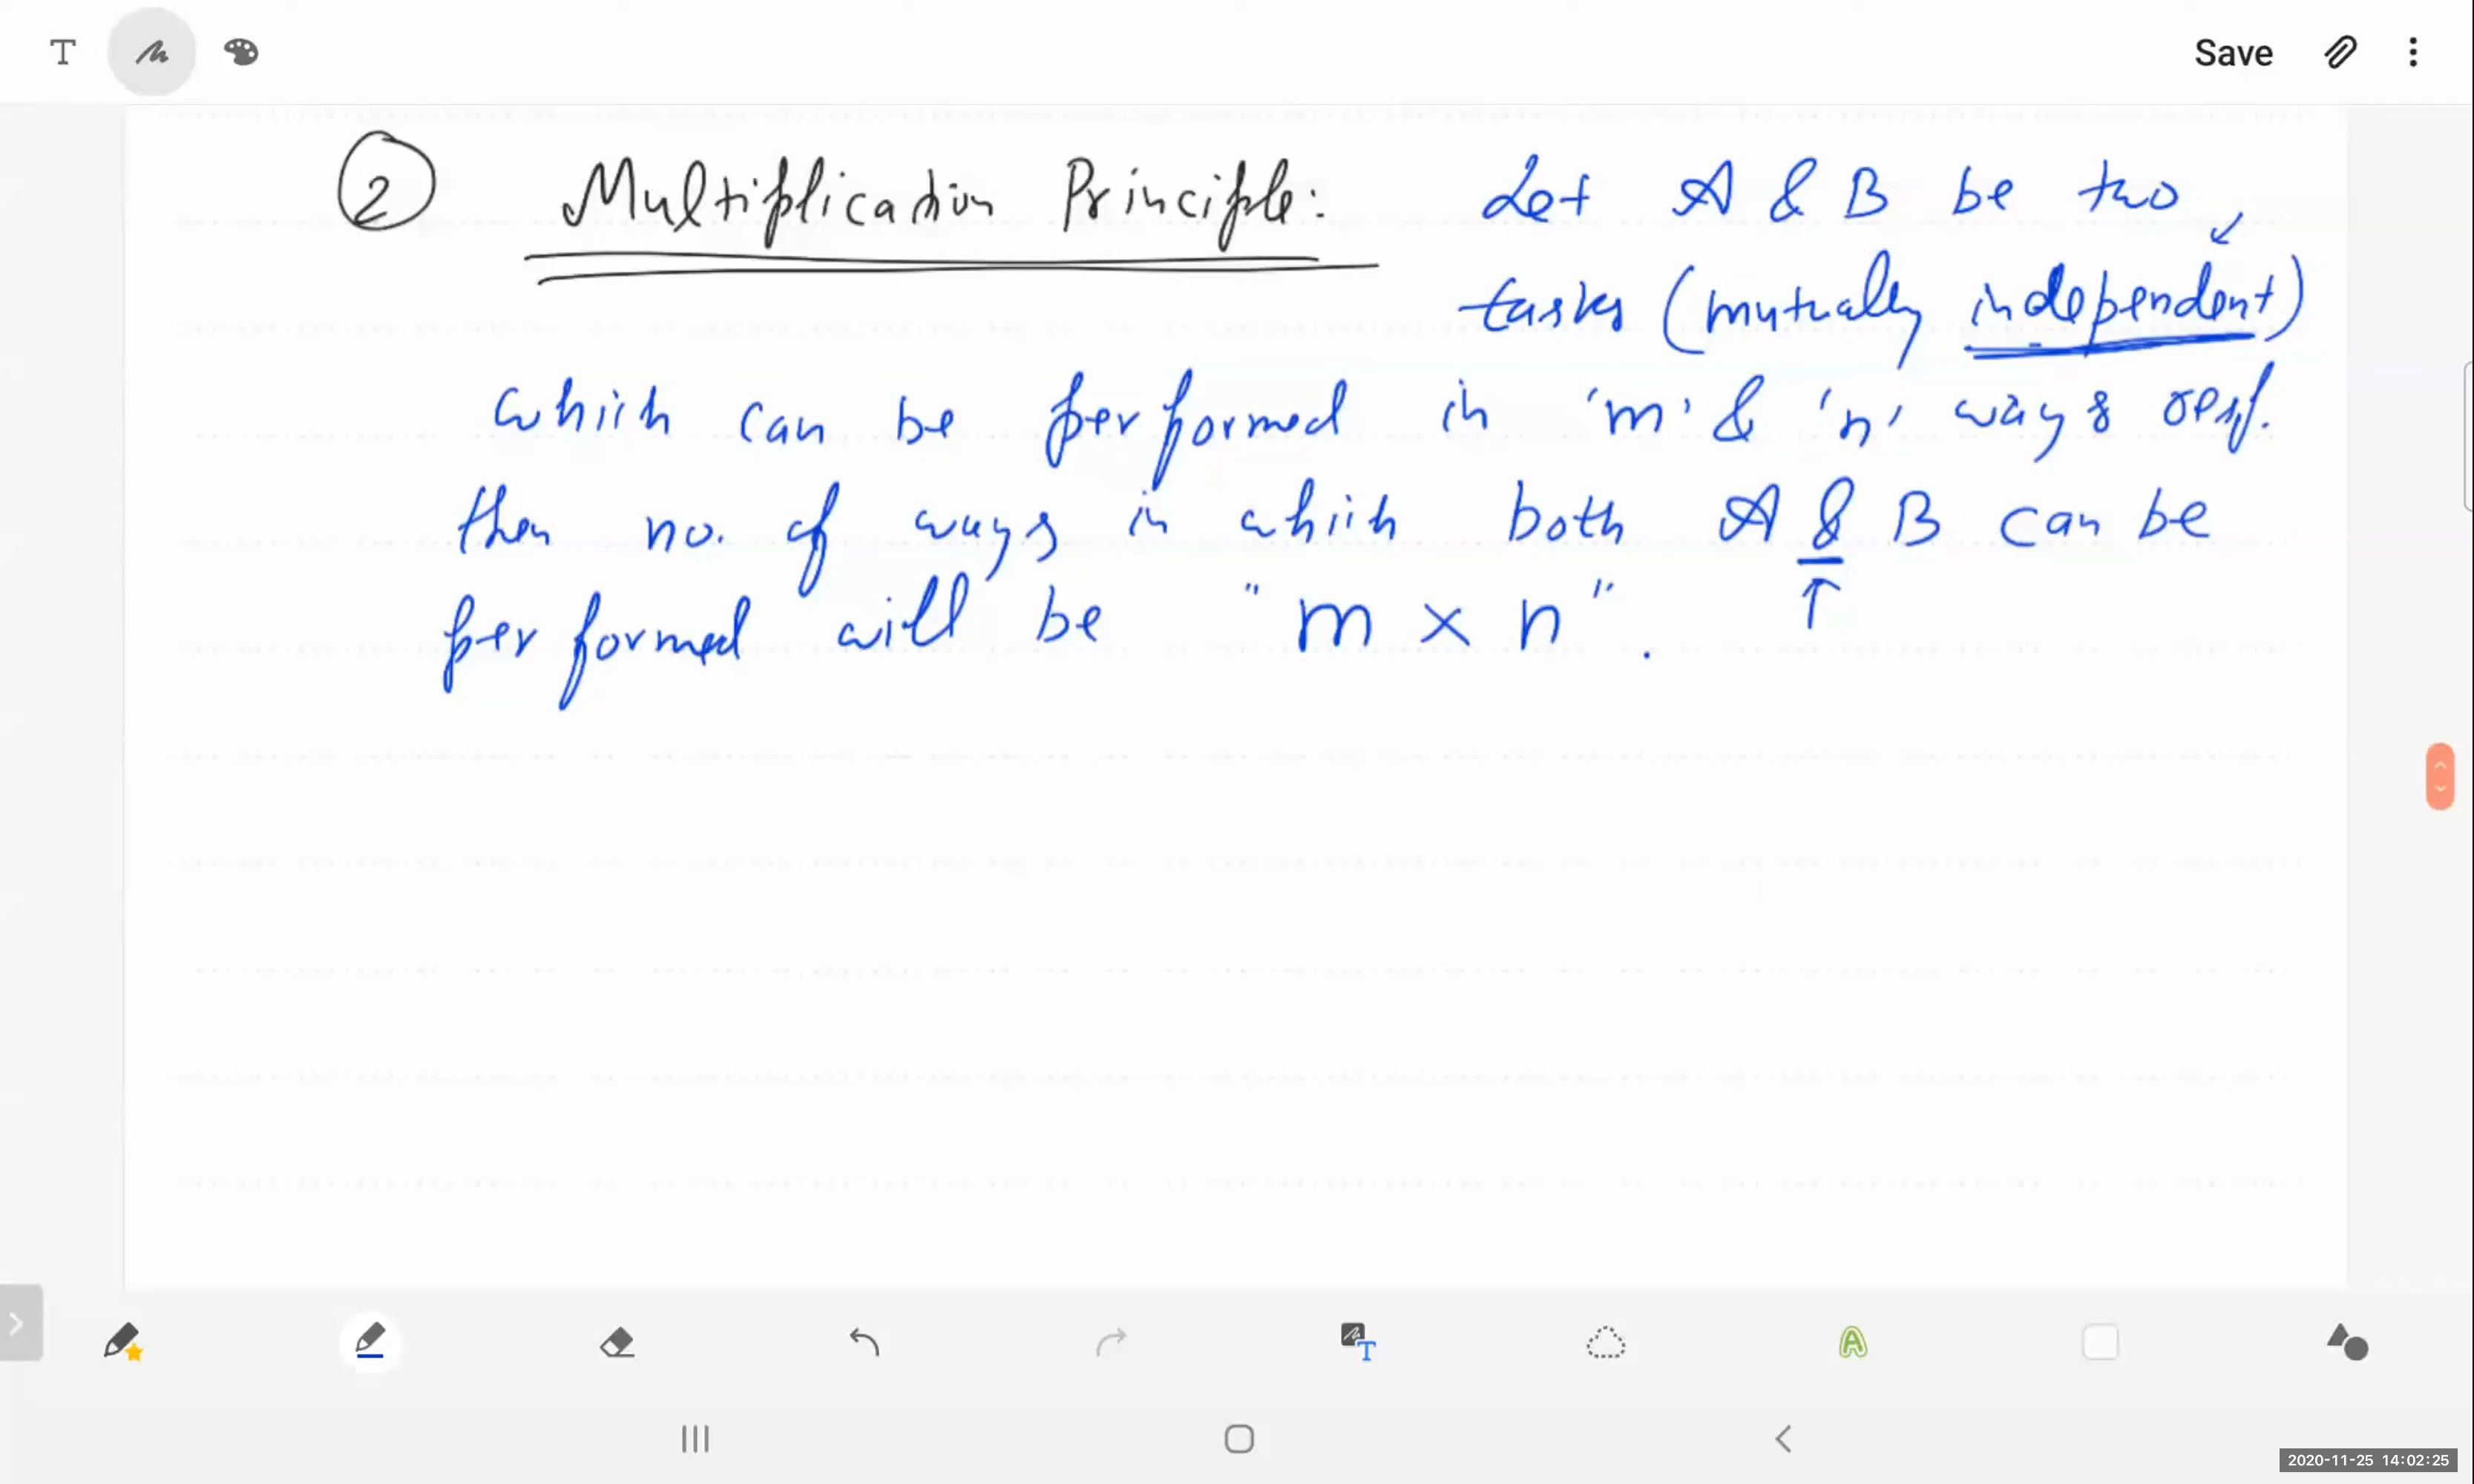 T
Save
2 Multiplication Principle: Let A & B be two
tasks (mutually independent)
which can be performed in 'm' & 'n' ways resp.
then no. of ways in which both A & B can be
performed will be "m × n".
T
A
2020-11-25 14:02:25